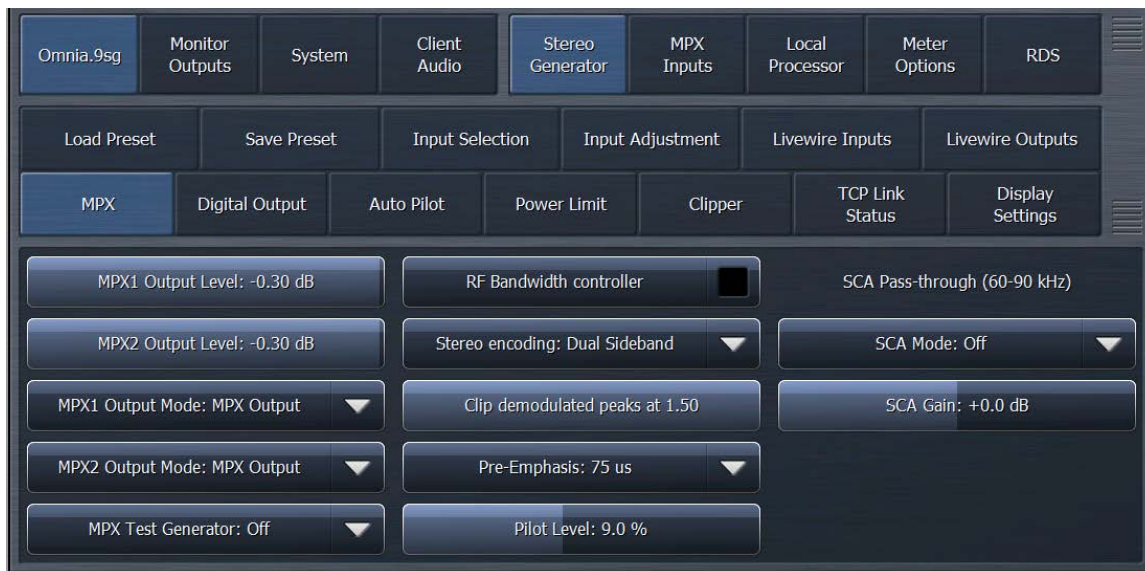 Omnia.9sg
Monitor
Outputs
System
Client
Audio
Stereo
Generator
MPX
Inputs
Local
Processor
Meter
Options
RDS
Load Preset
Save Preset
Input Selection
Input Adjustment
Livewire Inputs
Livewire Outputs
MPX
Digital Output
Auto Pilot
Power Limit
Clipper
TCP Link
Status
Display
Settings
MPX1 Output Level: -0.30 dB
RF Bandwidth controller
SCA Pass-through (60-90 kHz)
MPX2 Output Level: -0.30 dB
Stereo encoding: Dual Sideband
SCA Mode: Off
MPX1 Output Mode: MPX Output
Clip demodulated peaks at 1.50
SCA Gain: +0.0 dB
MPX2 Output Mode: MPX Output
Pre-Emphasis: 75 us
MPX Test Generator: Off
Pilot Level: 9.0 %